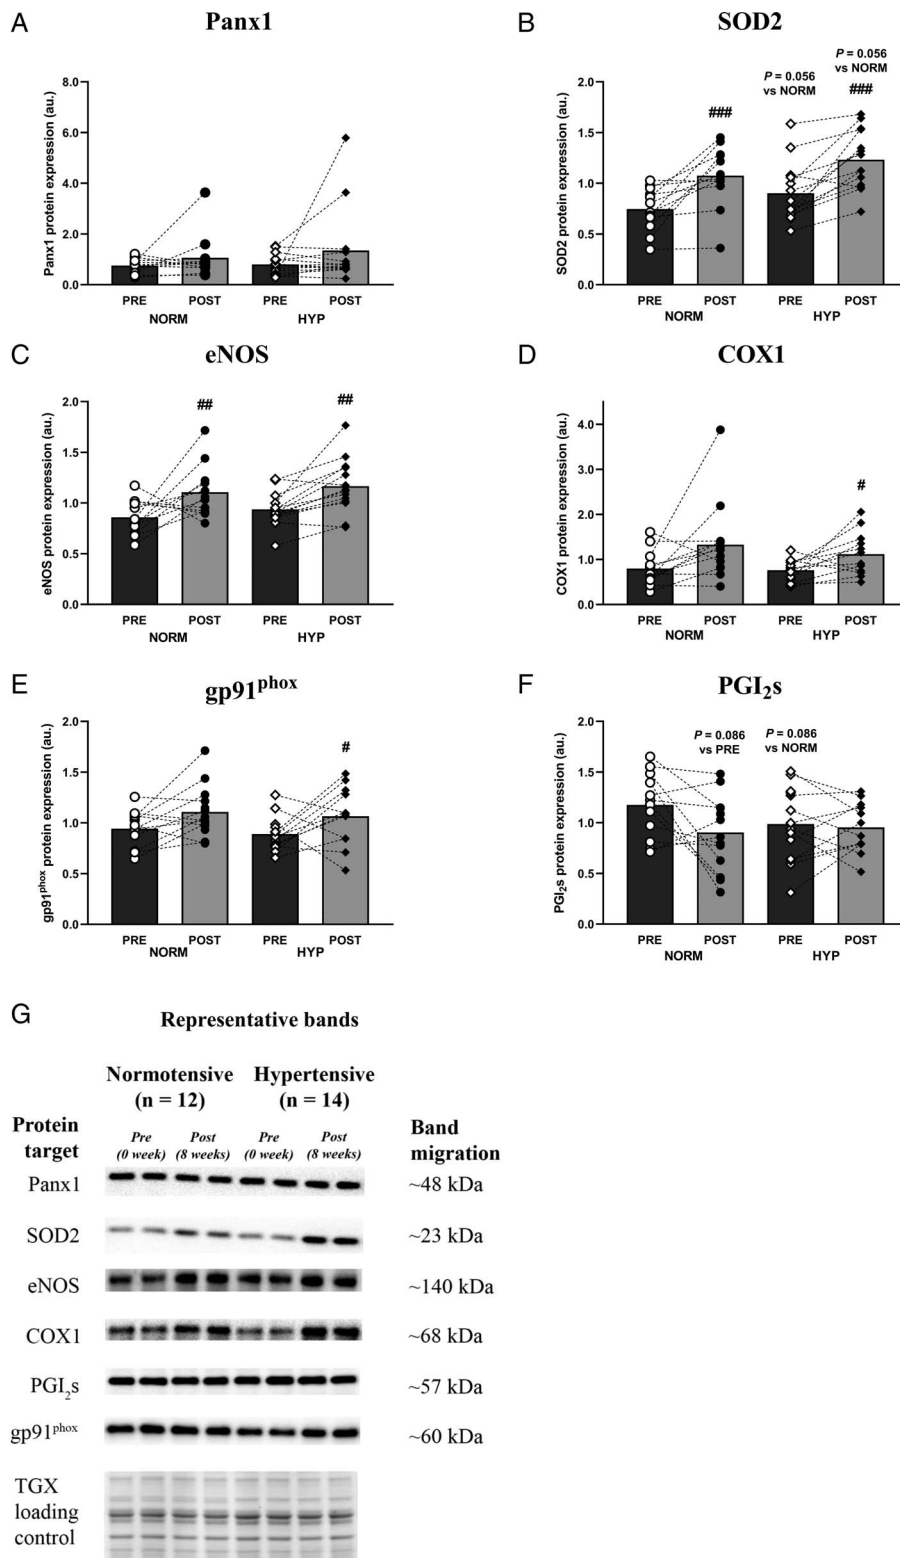 A
Panx1
Panx1 protein expression (au.)
8.0
6.0
4.0
2.0
0.0
PRE POST PRE POST
NORM HYP
B
SOD2
SOD2 protein expression (au.)
2.0
1.5
1.0
0.5
0.0
###
P = 0.056
vs NORM
P = 0.056
vs NORM
###
PRE POST PRE POST
NORM HYP
C
eNOS
eNOS protein expression (au.)
2.0
1.5
1.0
0.5
0.0
##
##
PRE POST PRE POST
NORM HYP
D
COX1
COX1 protein expression (au.)
4.0
3.0
2.0
1.0
0.0
#
PRE POST PRE POST
NORM HYP
E
gp91phox
gp91phox protein expression (au.)
2.0
1.5
1.0
0.5
0.0
#
PRE POST PRE POST
NORM HYP
F
PGI2s
PGI2s protein expression (au.)
2.0
1.5
1.0
0.5
0.0
P = 0.086
vs PRE
P = 0.086
vs NORM
PRE POST PRE POST
NORM HYP
G
Representative bands
Normotensive Hypertensive
(n = 12) (n = 14)
Protein
target
Pre Post Pre Post
(0 week) (8 weeks) (0 week) (8 weeks)
Band
migration
Panx1 ~48 kDa
SOD2 ~23 kDa
eNOS ~140 kDa
COX1 ~68 kDa
PGI2s ~57 kDa
gp91phox ~60 kDa
TGX
loading
control